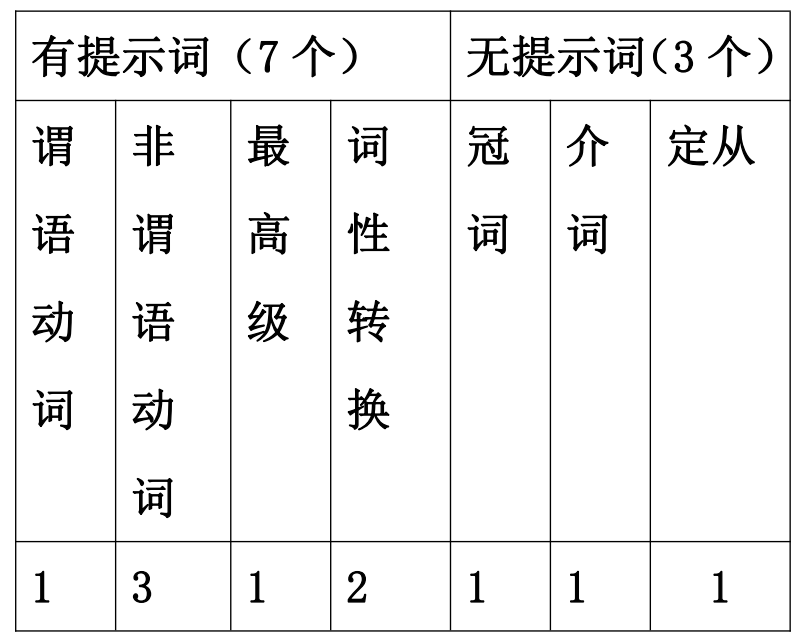 有提示词（7 个） 无提示词（3 个）
谓语动词 非谓语动词 最高级 词性转换 冠词 介词 定从
1 3 1 2 1 1 1